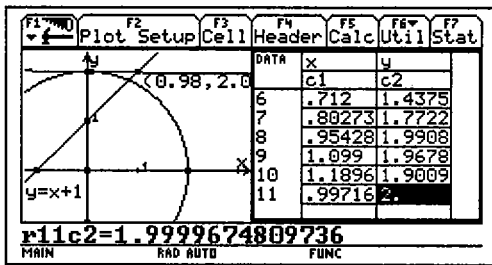 F1 F2 F3 F4 F5 F6 F7
Plot Setup Cell Header Calc Util Stat
y
(0.98,2.0
1
1
x
y=x+1
DATA x y
c1 c2
6 .712 1.4375
7 .80273 1.7722
8 .95428 1.9908
9 1.099 1.9678
10 1.1896 1.9009
11 .99716 2.
r11c2=1.9999674809736
MAIN RAD AUTO FUNC